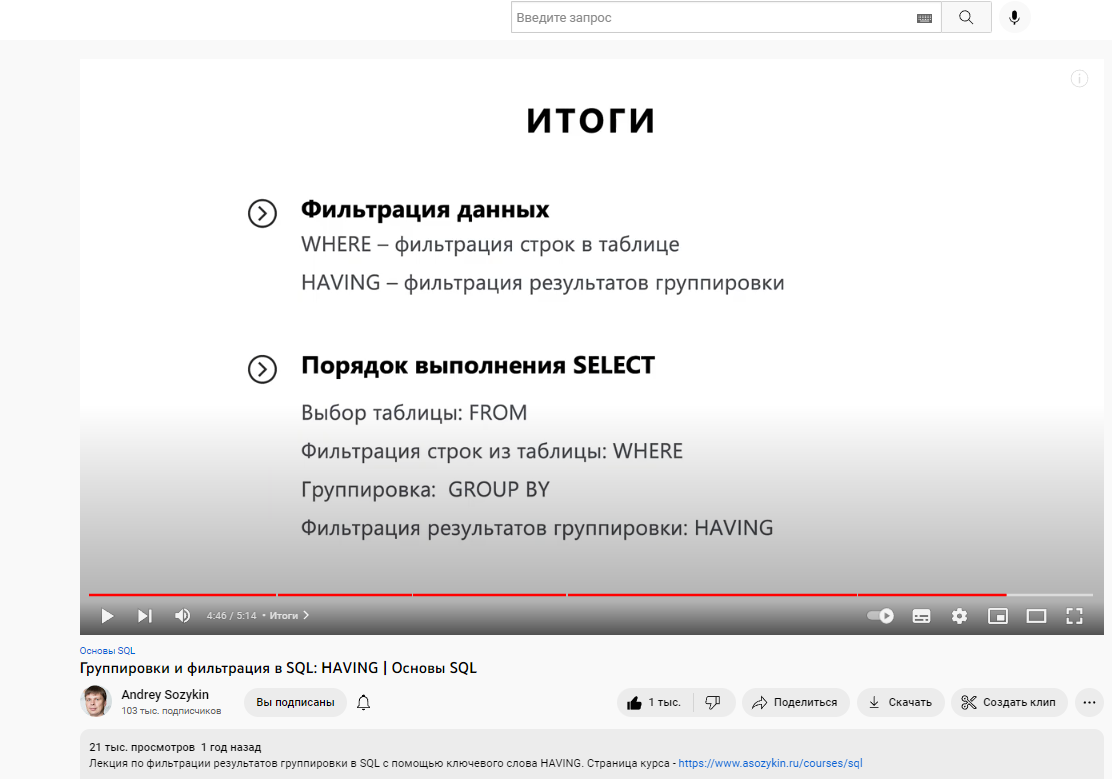 Введите запрос
ИТОГИ
Фильтрация данных
WHERE – фильтрация строк в таблице
HAVING – фильтрация результатов группировки
Порядок выполнения SELECT
Выбор таблицы: FROM
Фильтрация строк из таблицы: WHERE
Группировка: GROUP BY
Фильтрация результатов группировки: HAVING
4:46 / 5:14 • Итоги
Основы SQL
Группировки и фильтрация в SQL: HAVING | Основы SQL
Andrey Sozykin
103 тыс. подписчиков
Вы подписаны
1 тыс.
Поделиться
Скачать
Создать клип
21 тыс. просмотров 1 год назад
Лекция по фильтрации результатов группировки в SQL с помощью ключевого слова HAVING. Страница курса - https://www.asozykin.ru/courses/sql